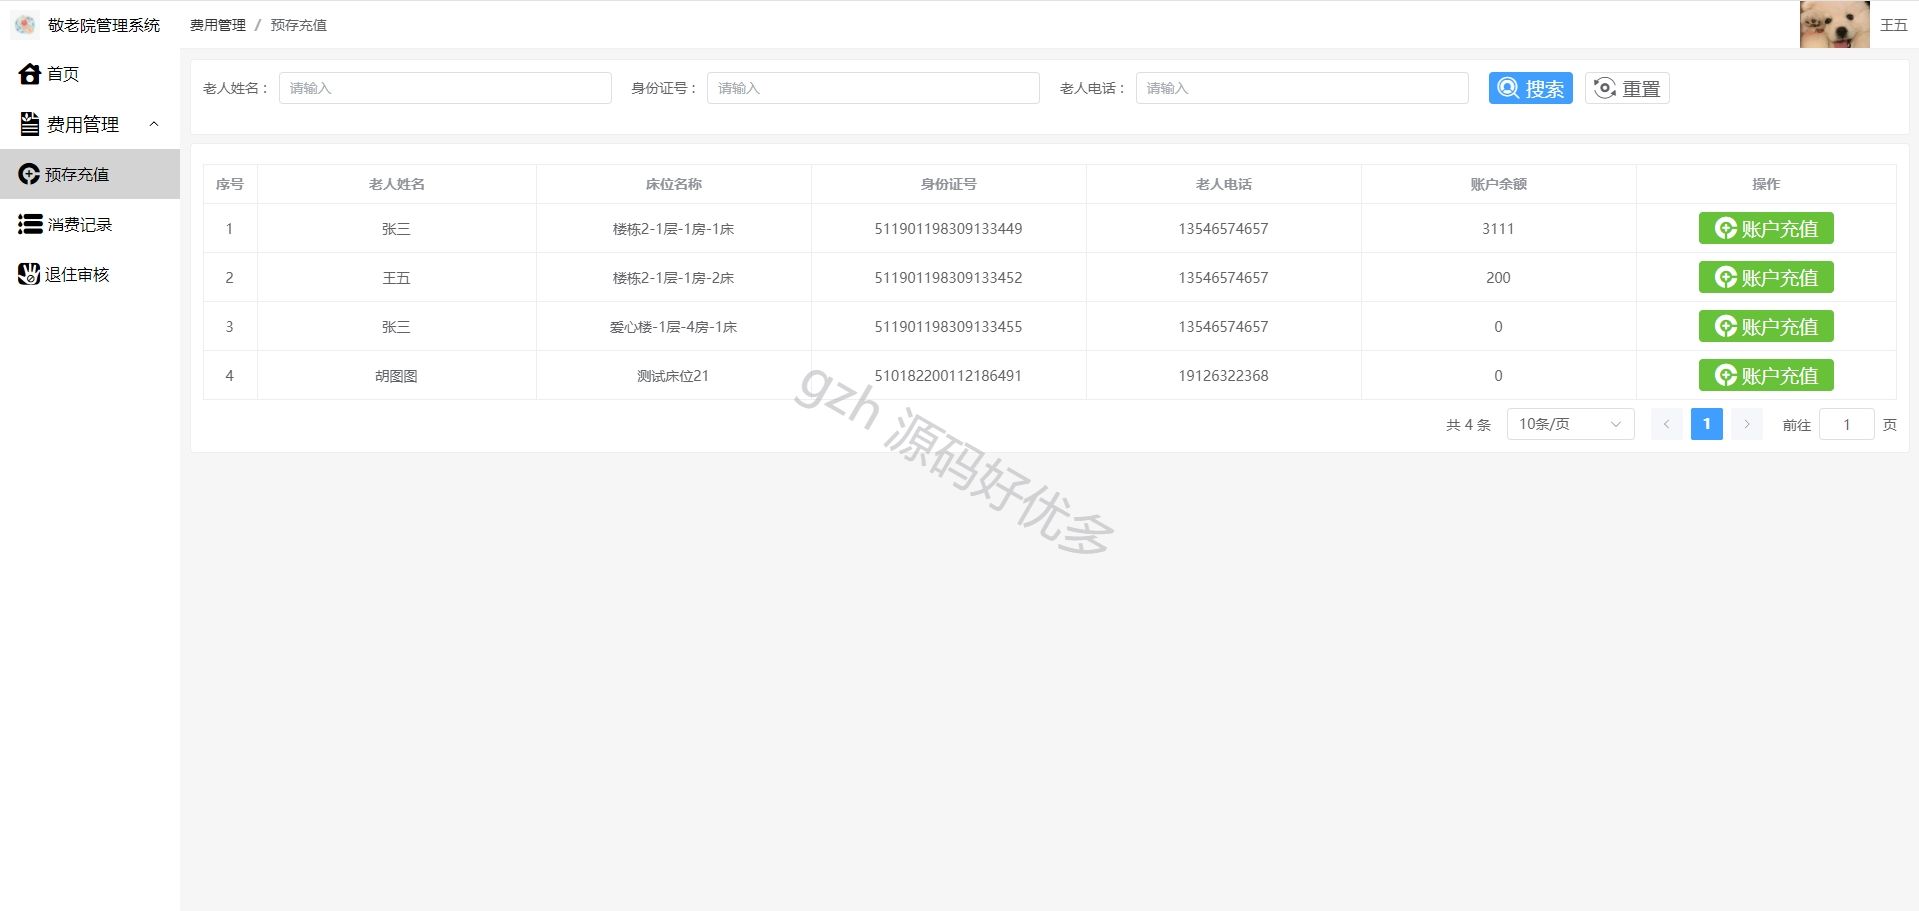 敬老院管理系统
费用管理 / 预存充值
王五
首页
费用管理
预存充值
消费记录
退住审核
老人姓名： 请输入 身份证号： 请输入 老人电话： 请输入 搜索 重置
序号 老人姓名 床位名称 身份证号 老人电话 账户余额 操作
1 张三 楼栋2-1层-1房-1床 511901198309133449 13546574657 3111 账户充值
2 王五 楼栋2-1层-1房-2床 511901198309133452 13546574657 200 账户充值
3 张三 爱心楼-1层-4房-1床 511901198309133455 13546574657 0 账户充值
4 胡图图 测试床位21 510182200112186491 19126322368 0 账户充值
共 4 条 10条/页 1 前往 1 页
gzh 源码好优多